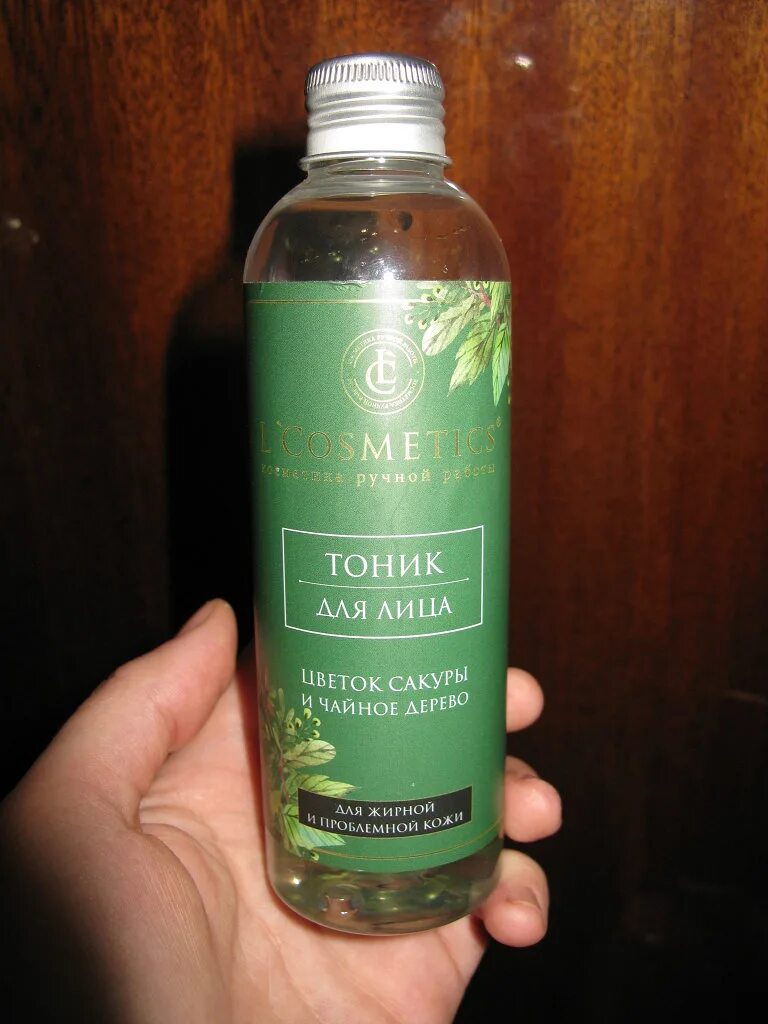 L`COSMETICS®
косметика ручной работы
ТОНИК
ДЛЯ ЛИЦА
ЦВЕТОК САКУРЫ
И ЧАЙНОЕ ДЕРЕВО
ДЛЯ ЖИРНОЙ
И ПРОБЛЕМНОЙ КОЖИ